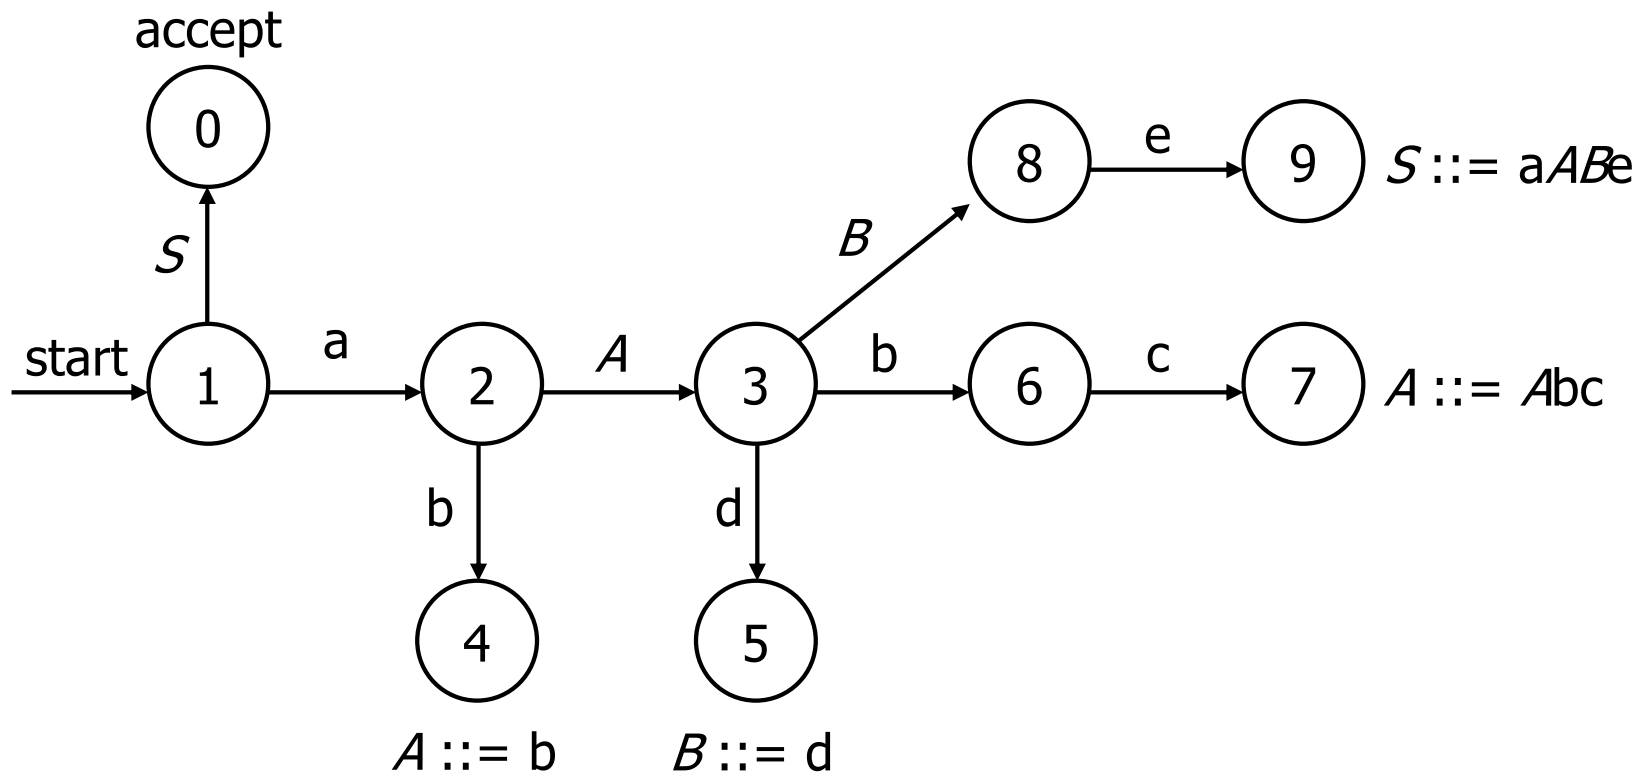 accept
0
8
e
9
S ::= aABe
B
S
start
1
a
2
A
3
b
6
c
7
A ::= Abc
b
d
4
5
A ::= b
B ::= d